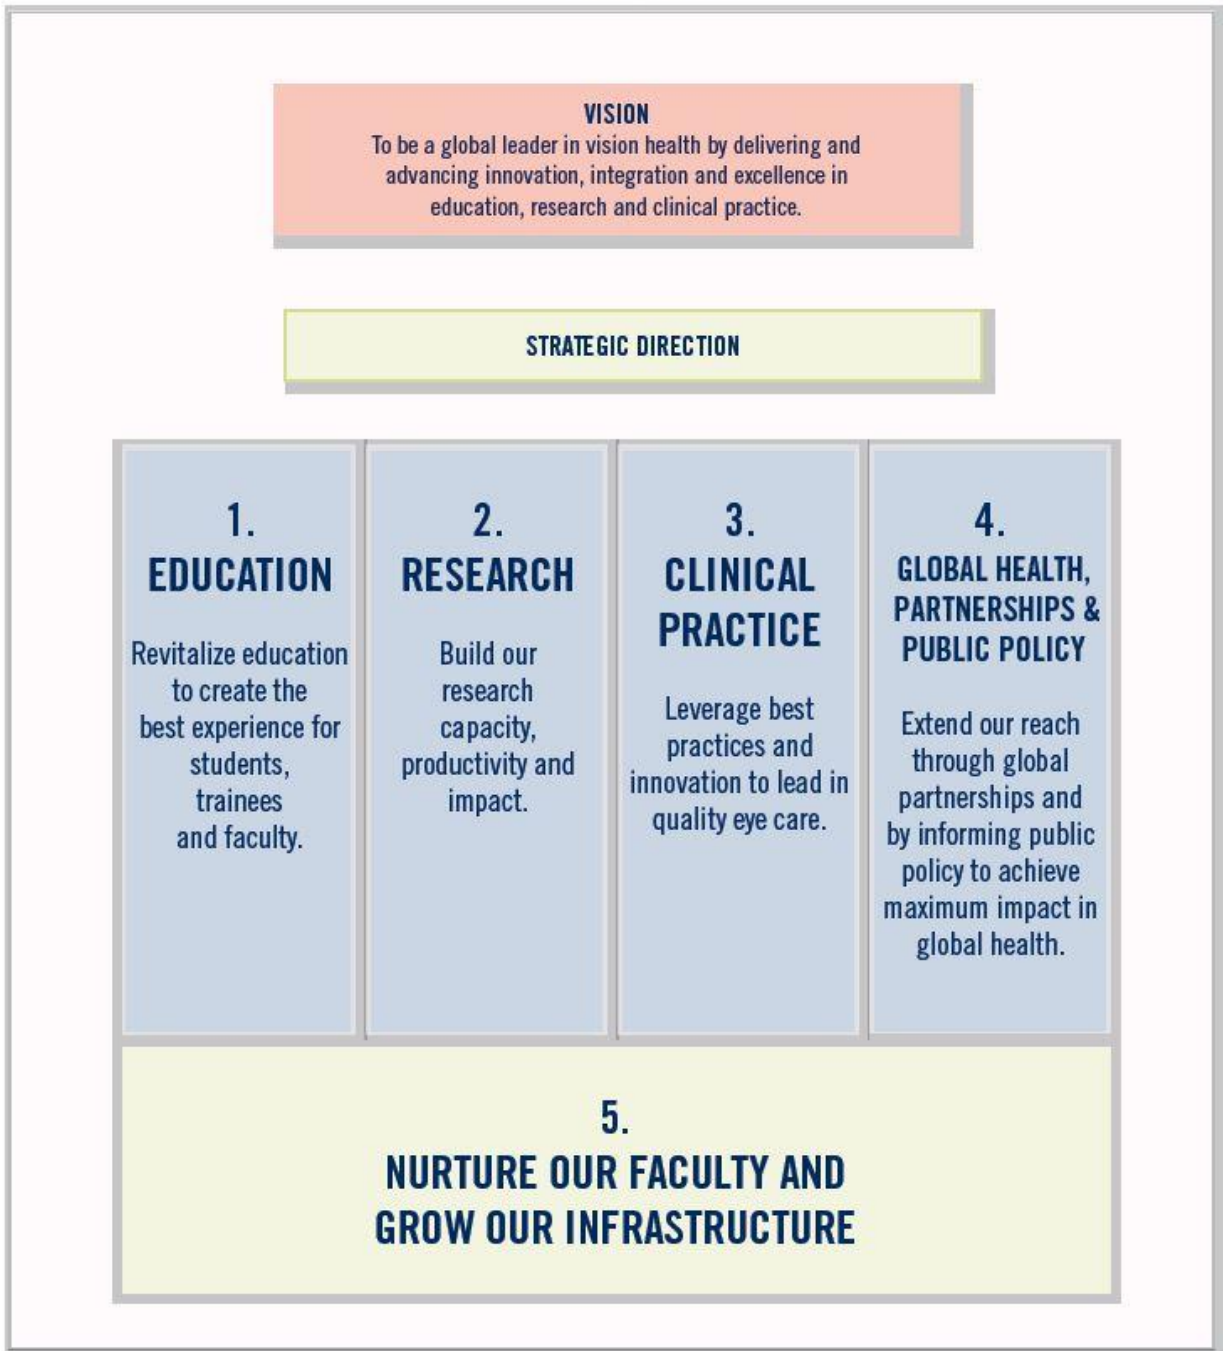 VISION
To be a global leader in vision health by delivering and
advancing innovation, integration and excellence in
education, research and clinical practice.
STRATEGIC DIRECTION
1.
EDUCATION
Revitalize education
to create the
best experience for
students,
trainees
and faculty.
2.
RESEARCH
Build our
research
capacity,
productivity and
impact.
3.
CLINICAL
PRACTICE
Leverage best
practices and
innovation to lead in
quality eye care.
4.
GLOBAL HEALTH,
PARTNERSHIPS &
PUBLIC POLICY
Extend our reach
through global
partnerships and
by informing public
policy to achieve
maximum impact in
global health.
5.
NURTURE OUR FACULTY AND
GROW OUR INFRASTRUCTURE